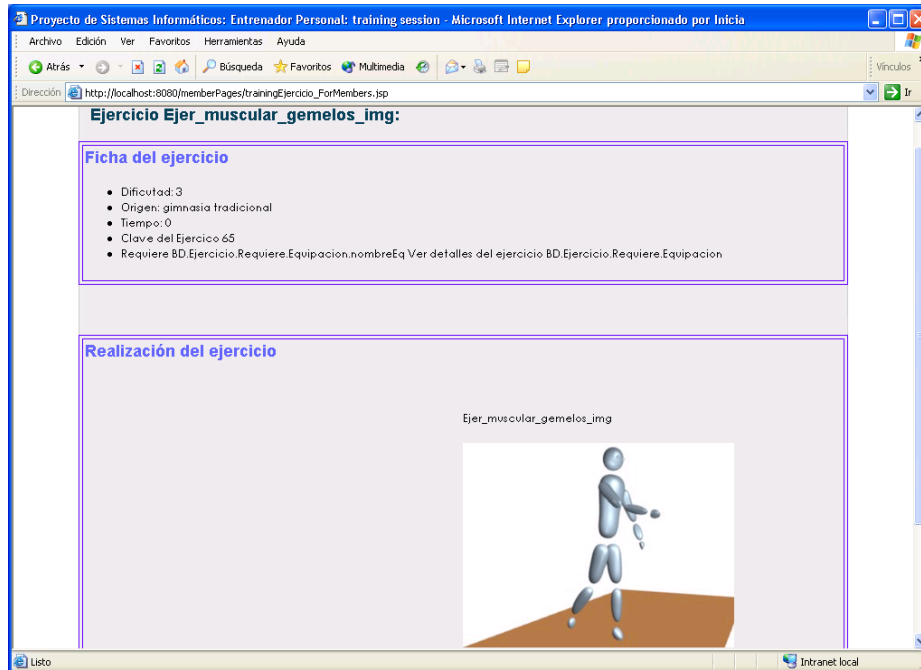 Proyecto de Sistemas Informáticos: Entrenador Personal: training session - Microsoft Internet Explorer proporcionado por Inicia
Archivo Edición Ver Favoritos Herramientas Ayuda
Atrás Búsqueda Favoritos Multimedia Vínculos
Dirección http://localhost:8080/memberPages/trainingEjercicio_ForMembers.jsp Ir
Ejercicio Ejer_muscular_gemelos_img:
Ficha del ejercicio
Dificutad: 3
Origen: gimnasia tradicional
Tiempo: 0
Clave del Ejercico 65
Requiere BD.Ejercicio.Requiere.Equipacion.nombreEq Ver detalles del ejercicio BD.Ejercicio.Requiere.Equipacion
Realización del ejercicio
Ejer_muscular_gemelos_img
Listo Intranet local